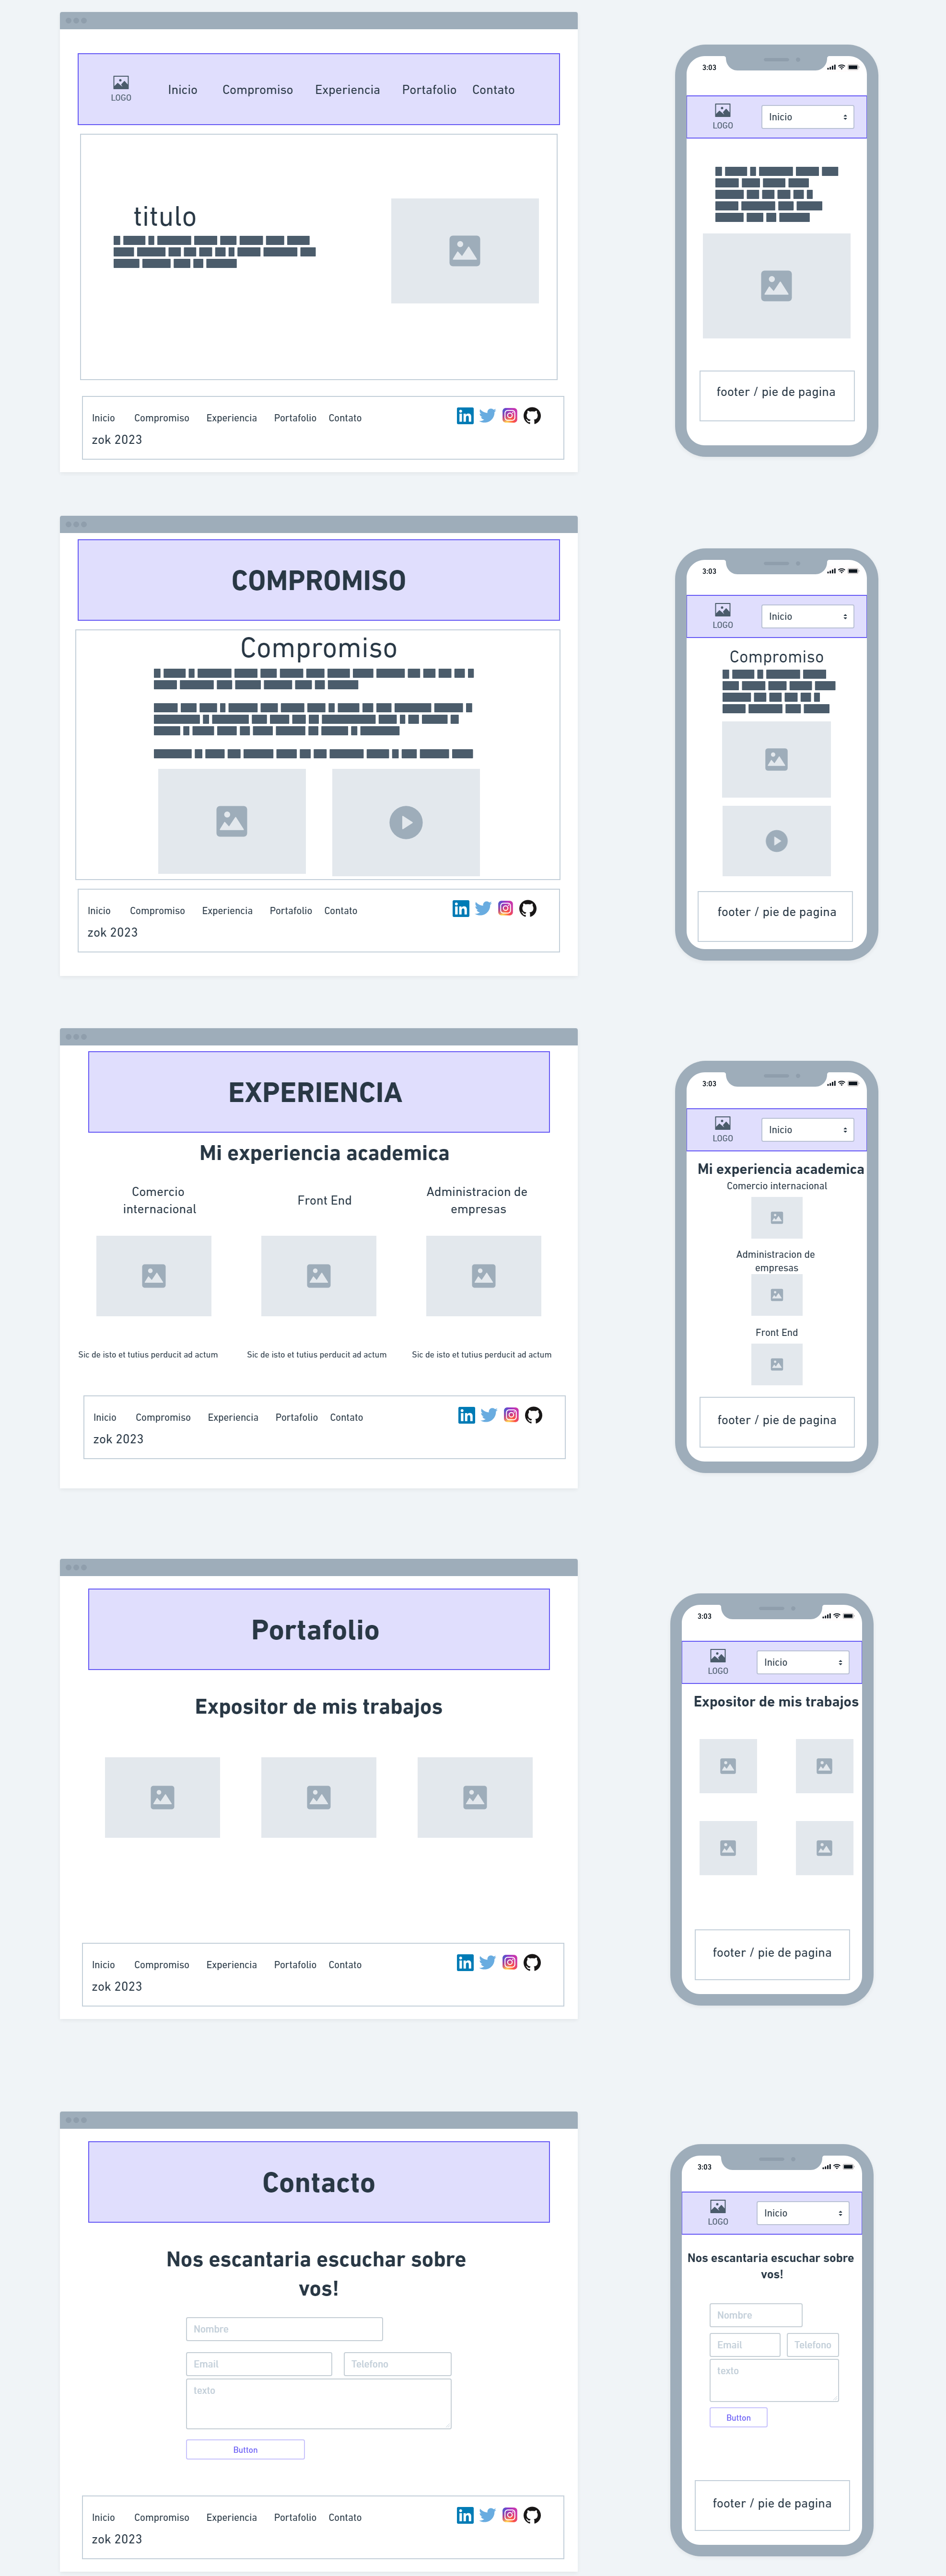 LOGO
Inicio Compromiso Experiencia Portafolio Contato
titulo
Inicio Compromiso Experiencia Portafolio Contato
zok 2023
3:03
LOGO
Inicio
footer / pie de pagina
COMPROMISO
Compromiso
Inicio Compromiso Experiencia Portafolio Contato
zok 2023
3:03
LOGO
Inicio
Compromiso
footer / pie de pagina
EXPERIENCIA
Mi experiencia academica
Comercio
internacional
Front End
Administracion de
empresas
Sic de isto et tutius perducit ad actum
Sic de isto et tutius perducit ad actum
Sic de isto et tutius perducit ad actum
Inicio Compromiso Experiencia Portafolio Contato
zok 2023
3:03
LOGO
Inicio
Mi experiencia academica
Comercio internacional
Administracion de
empresas
Front End
footer / pie de pagina
Portafolio
Expositor de mis trabajos
Inicio Compromiso Experiencia Portafolio Contato
zok 2023
3:03
LOGO
Inicio
Expositor de mis trabajos
footer / pie de pagina
Contacto
Nos escantaria escuchar sobre
vos!
Nombre
Email
Telefono
texto
Button
Inicio Compromiso Experiencia Portafolio Contato
zok 2023
3:03
LOGO
Inicio
Nos escantaria escuchar sobre
vos!
Nombre
Email
Telefono
texto
Button
footer / pie de pagina